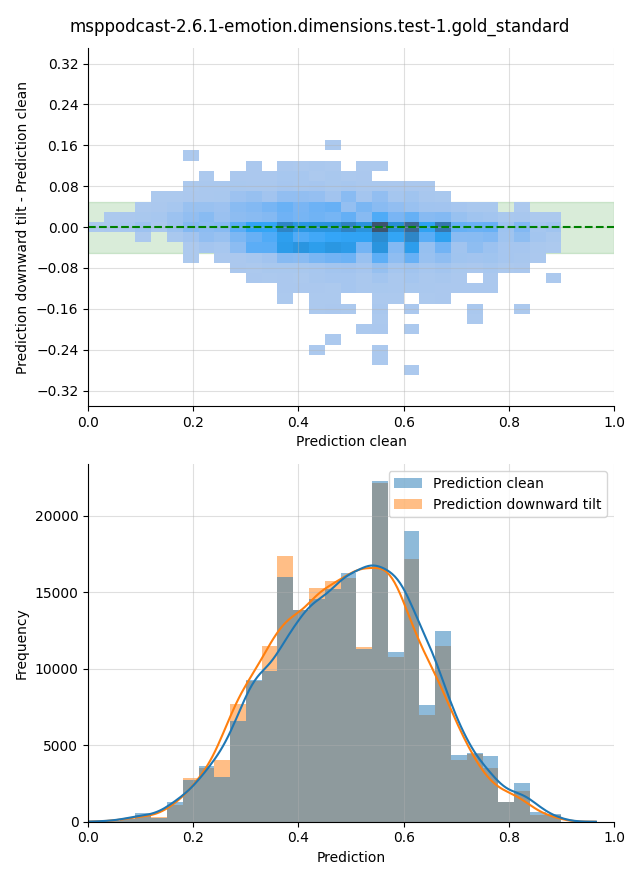 msppodcast-2.6.1-emotion.dimensions.test-1.gold_standard
0.32
0.24
0.16
0.08
0.00
−0.08
−0.16
−0.24
−0.32
Prediction downward tilt - Prediction clean
0.0 0.2 0.4 0.6 0.8 1.0
Prediction clean
Prediction clean
Prediction downward tilt
20000
15000
10000
5000
0
Frequency
0.0 0.2 0.4 0.6 0.8 1.0
Prediction